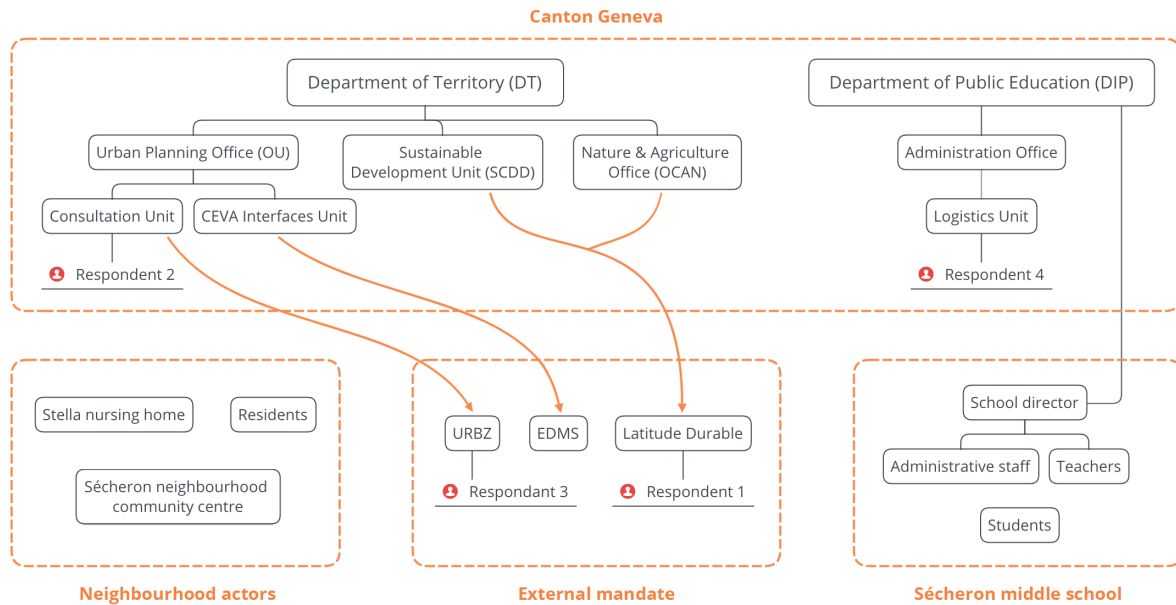 Canton Geneva
Department of Territory (DT)
Department of Public Education (DIP)
Urban Planning Office (OU)
Sustainable
Development Unit (SCDD)
Nature & Agriculture
Office (OCAN)
Administration Office
Consultation Unit
CEVA Interfaces Unit
Logistics Unit
Respondent 2
Respondent 4
Stella nursing home
Residents
Sécheron neighbourhood
community centre
URBZ
EDMS
Latitude Durable
Respondant 3
Respondent 1
School director
Administrative staff
Teachers
Students
Neighbourhood actors
External mandate
Sécheron middle school